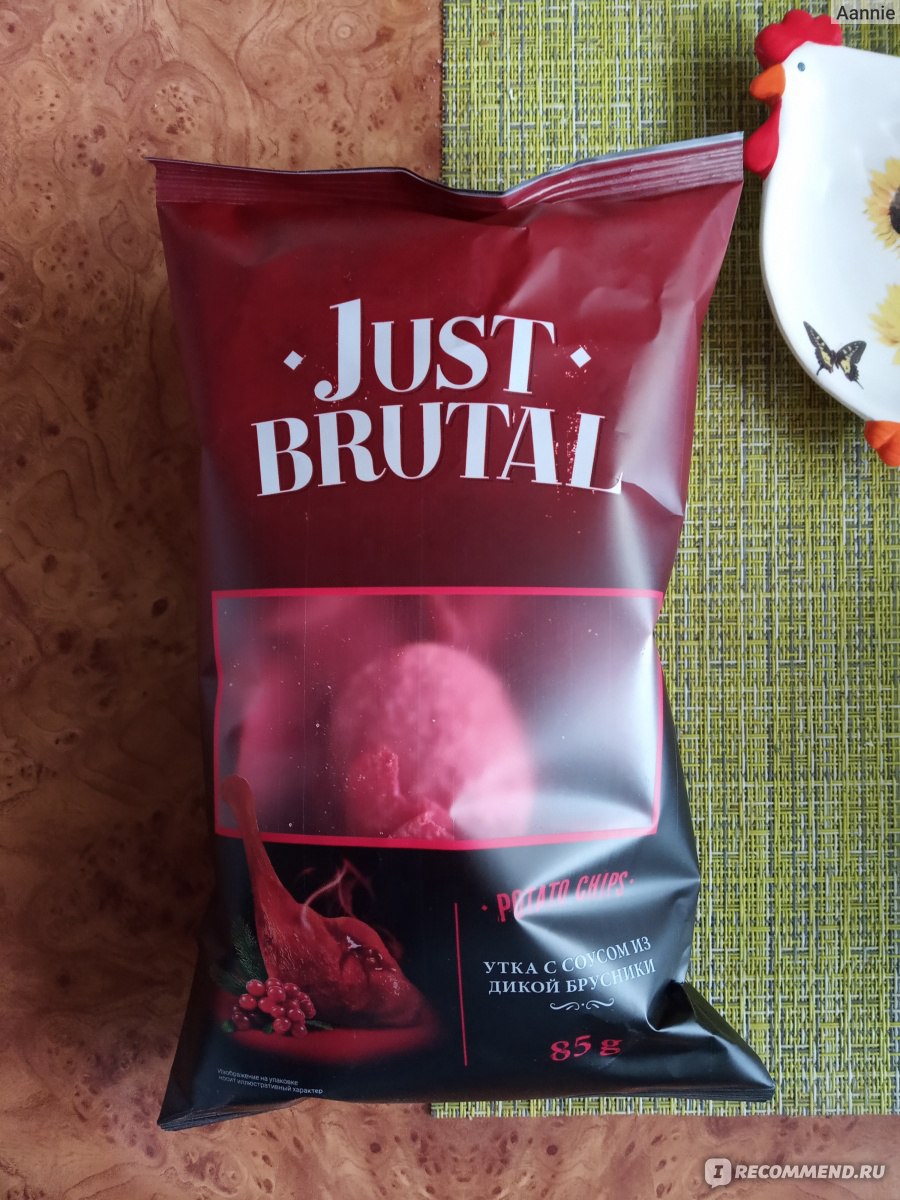 Aannie
JUST
BRUTAL
POTATO CHIPS
УТКА С СОУСОМ ИЗ
ДИКОЙ БРУСНИКИ
85 g
Изображение на упаковке
носит иллюстративный характер
I RECOMMEND.RU